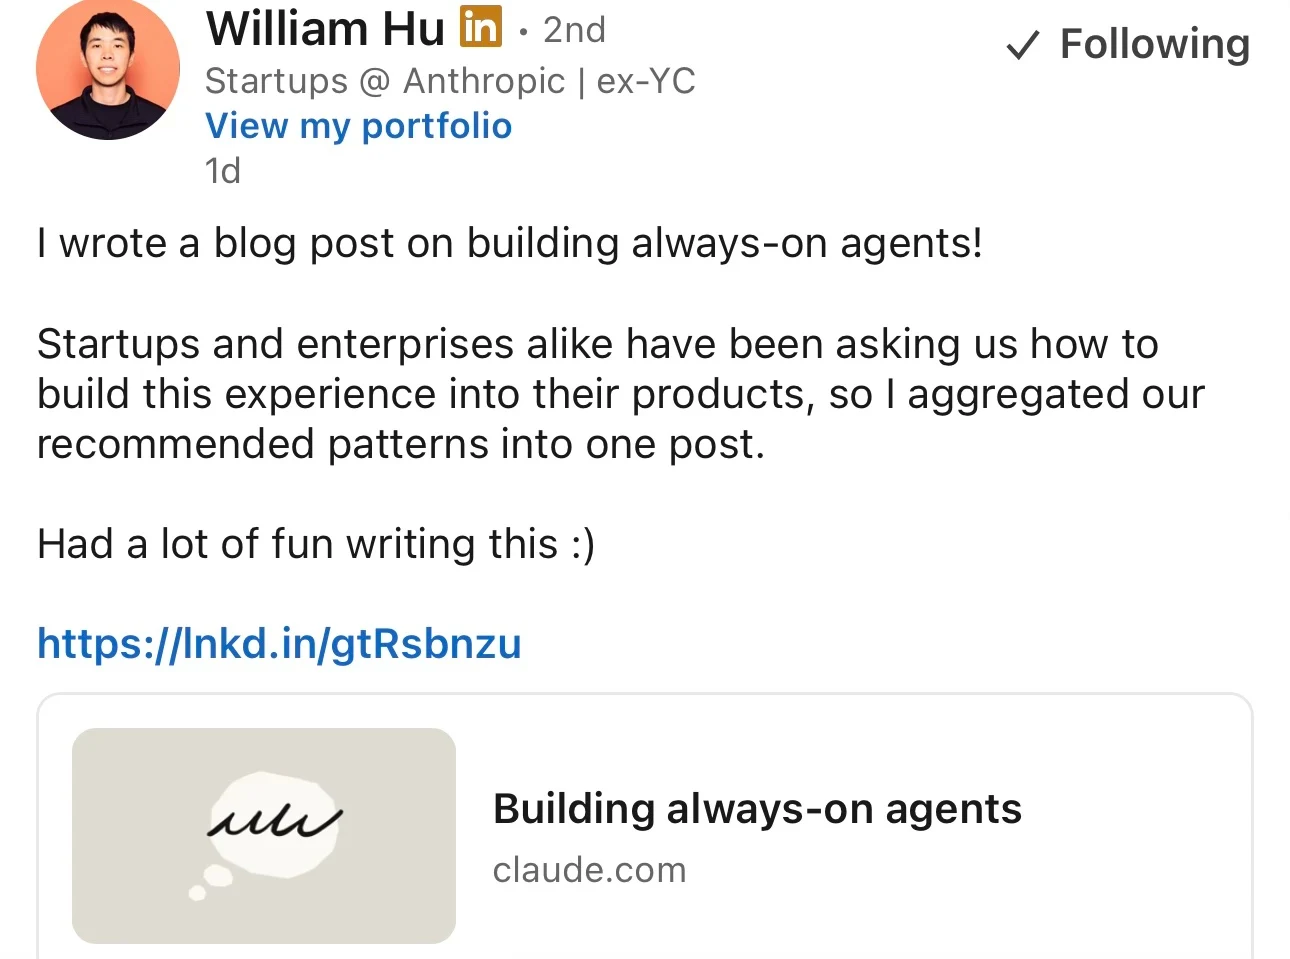 William Hu in • 2nd
✓ Following
Startups @ Anthropic | ex-YC
View my portfolio
1d
I wrote a blog post on building always-on agents!
Startups and enterprises alike have been asking us how to
build this experience into their products, so I aggregated our
recommended patterns into one post.
Had a lot of fun writing this :)
https://lnkd.in/gtRsbnzu
Building always-on agents
claude.com